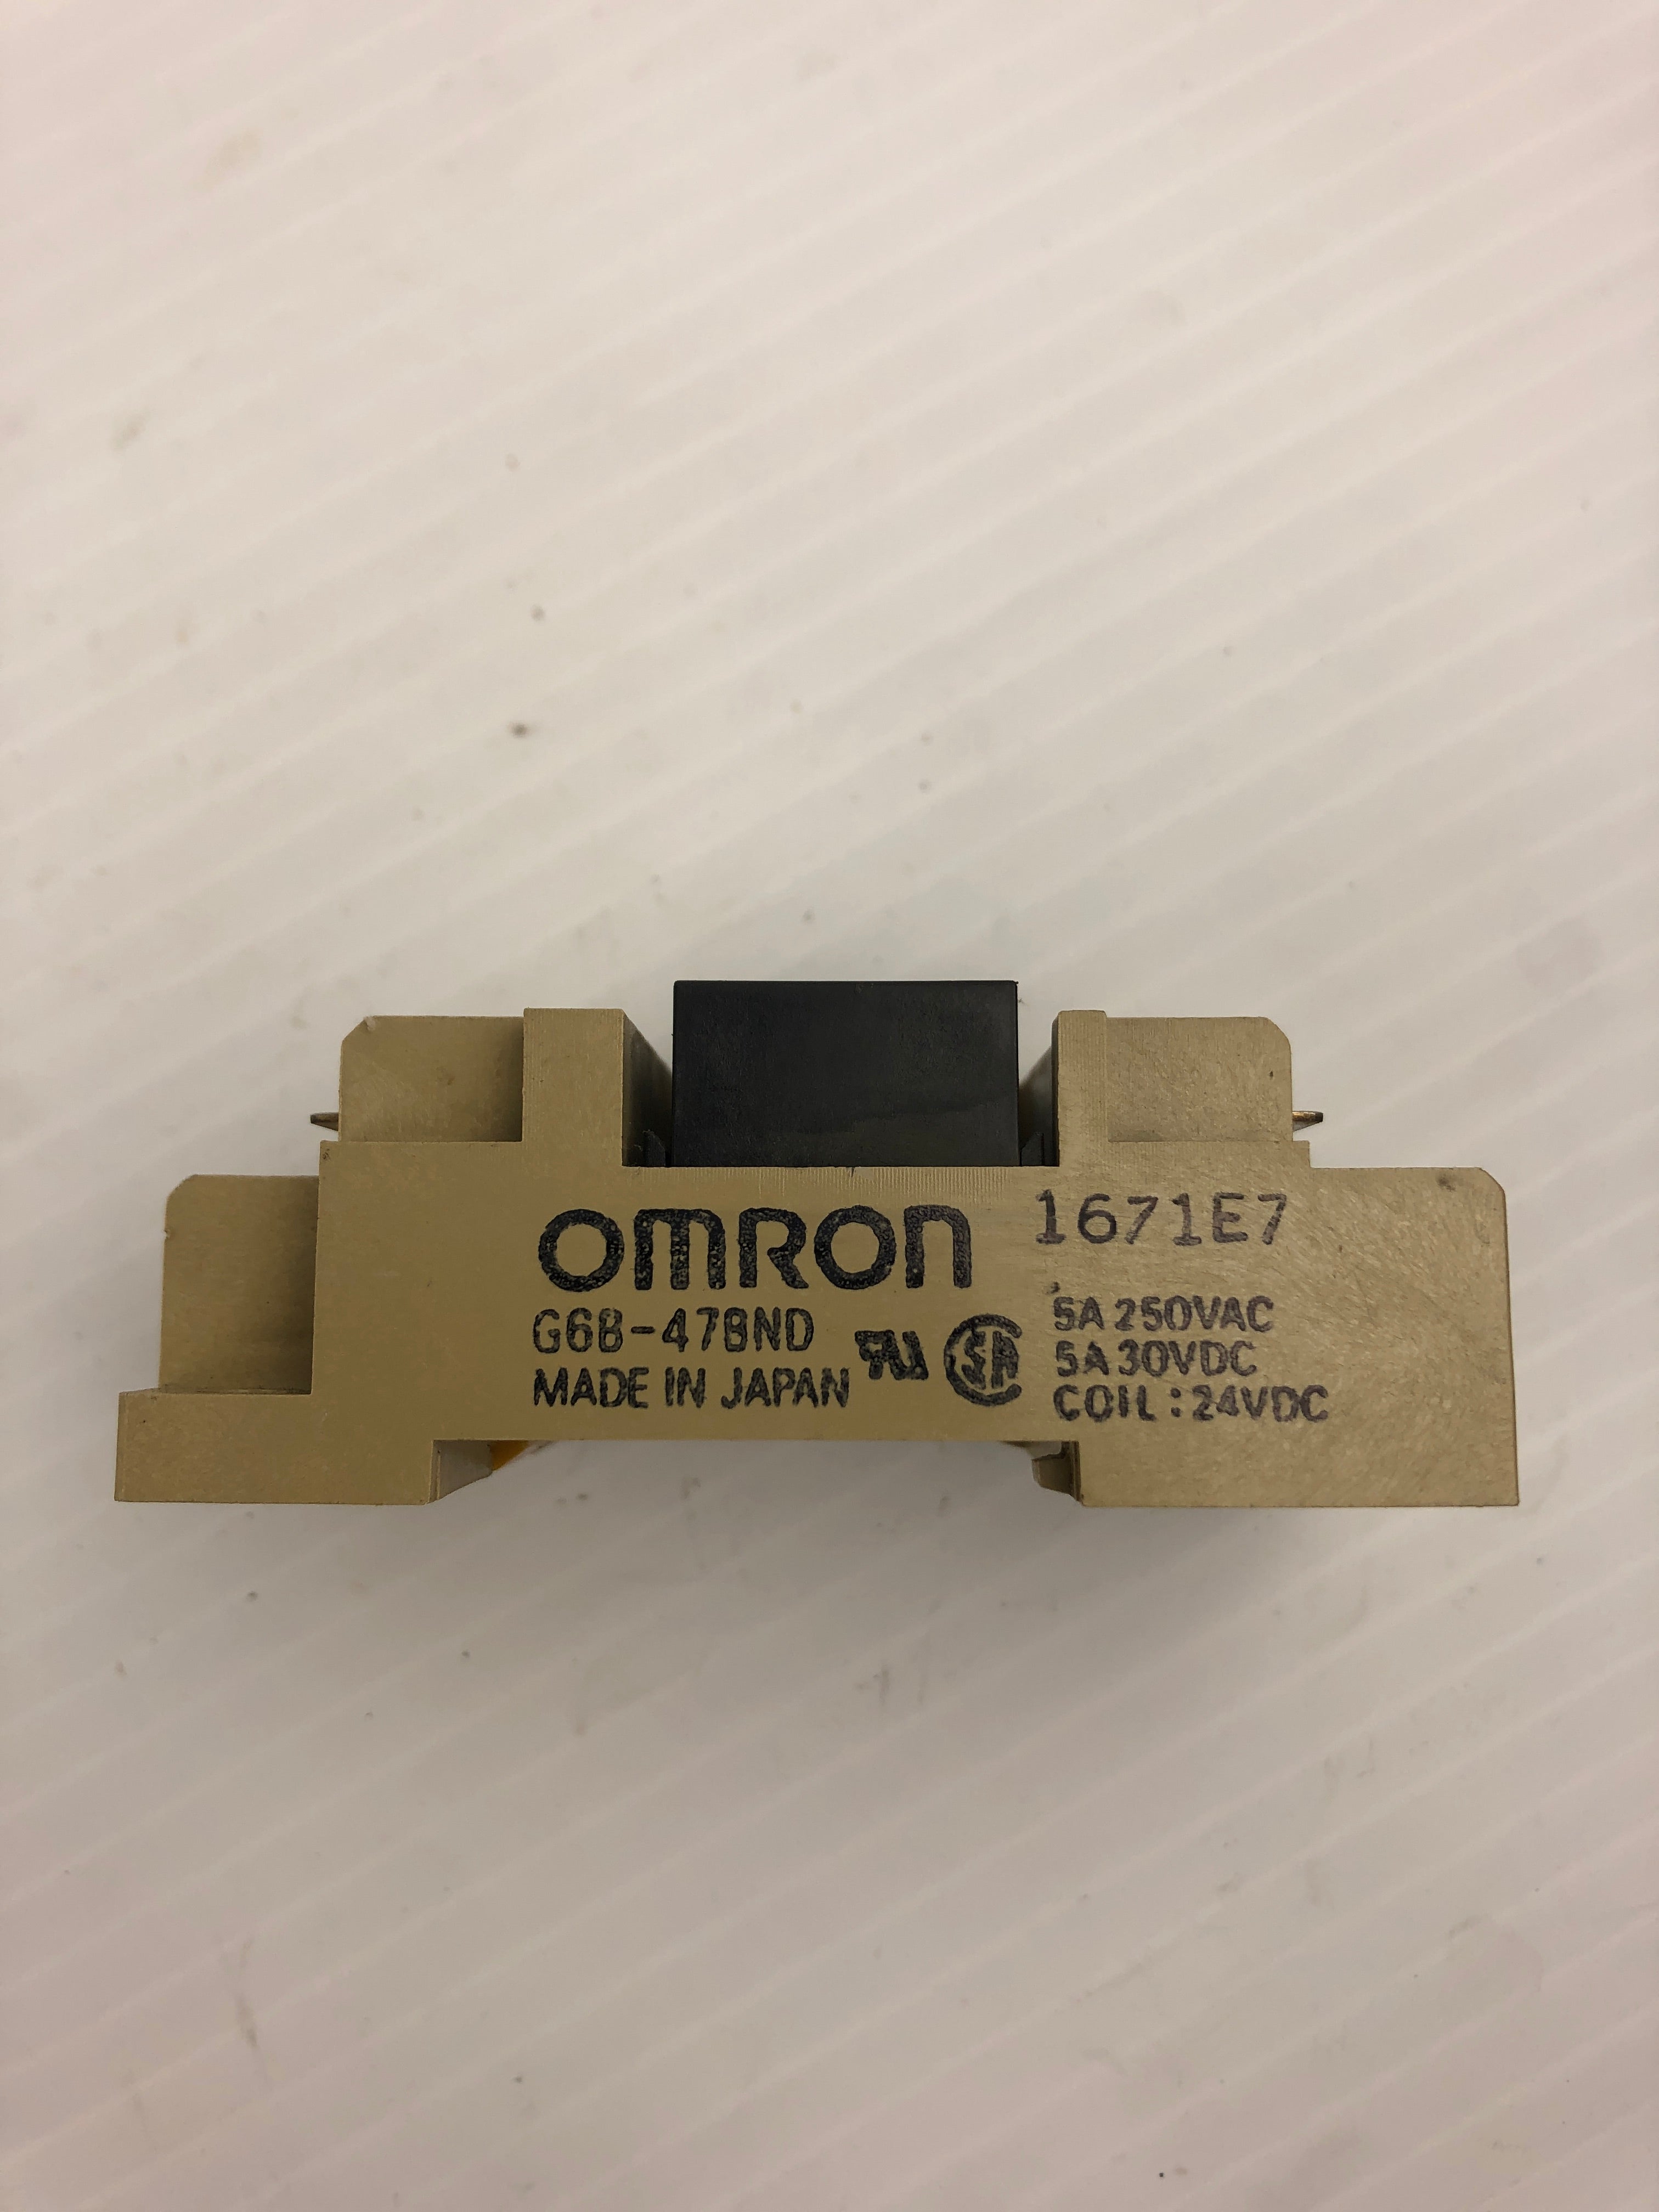 OMRON 1671E7
G6B-47BND
MADE IN JAPAN
5A 250VAC
5A 30VDC
COIL : 24VDC